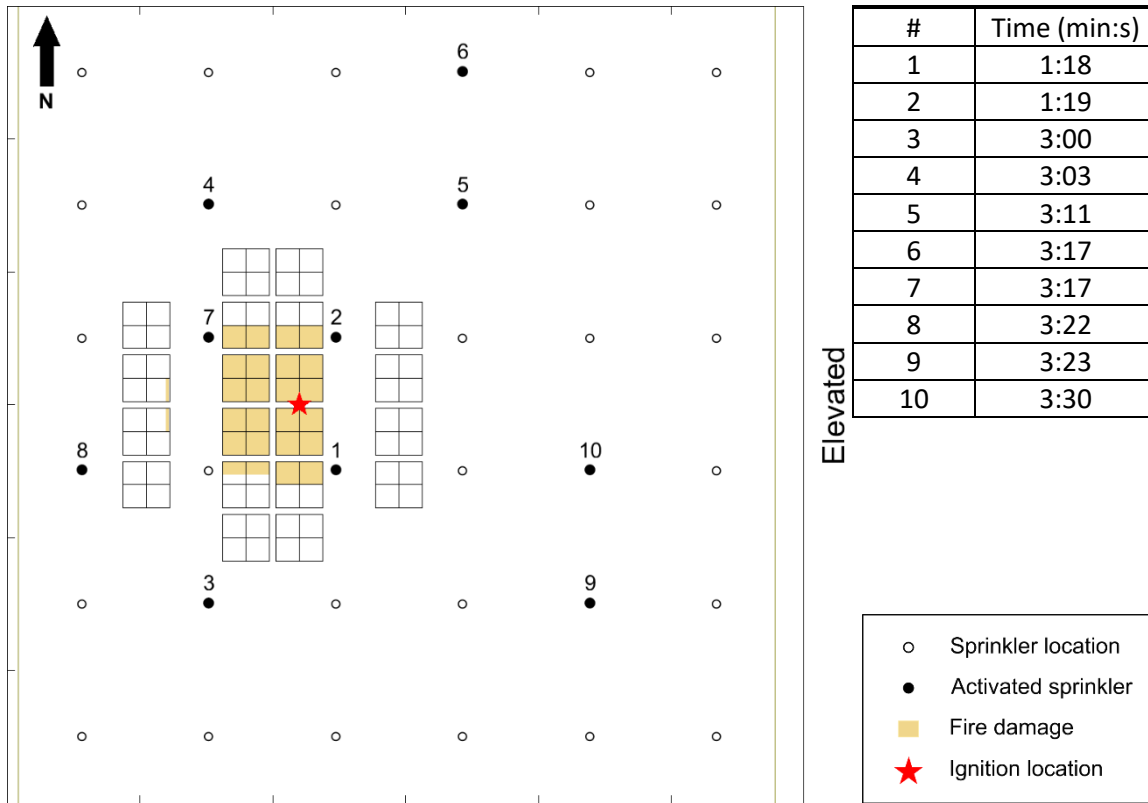 6
N
4
5
7
2
8
1
10
3
9
Elevated
# Time (min:s)
1 1:18
2 1:19
3 3:00
4 3:03
5 3:11
6 3:17
7 3:17
8 3:22
9 3:23
10 3:30
Sprinkler location
Activated sprinkler
Fire damage
Ignition location